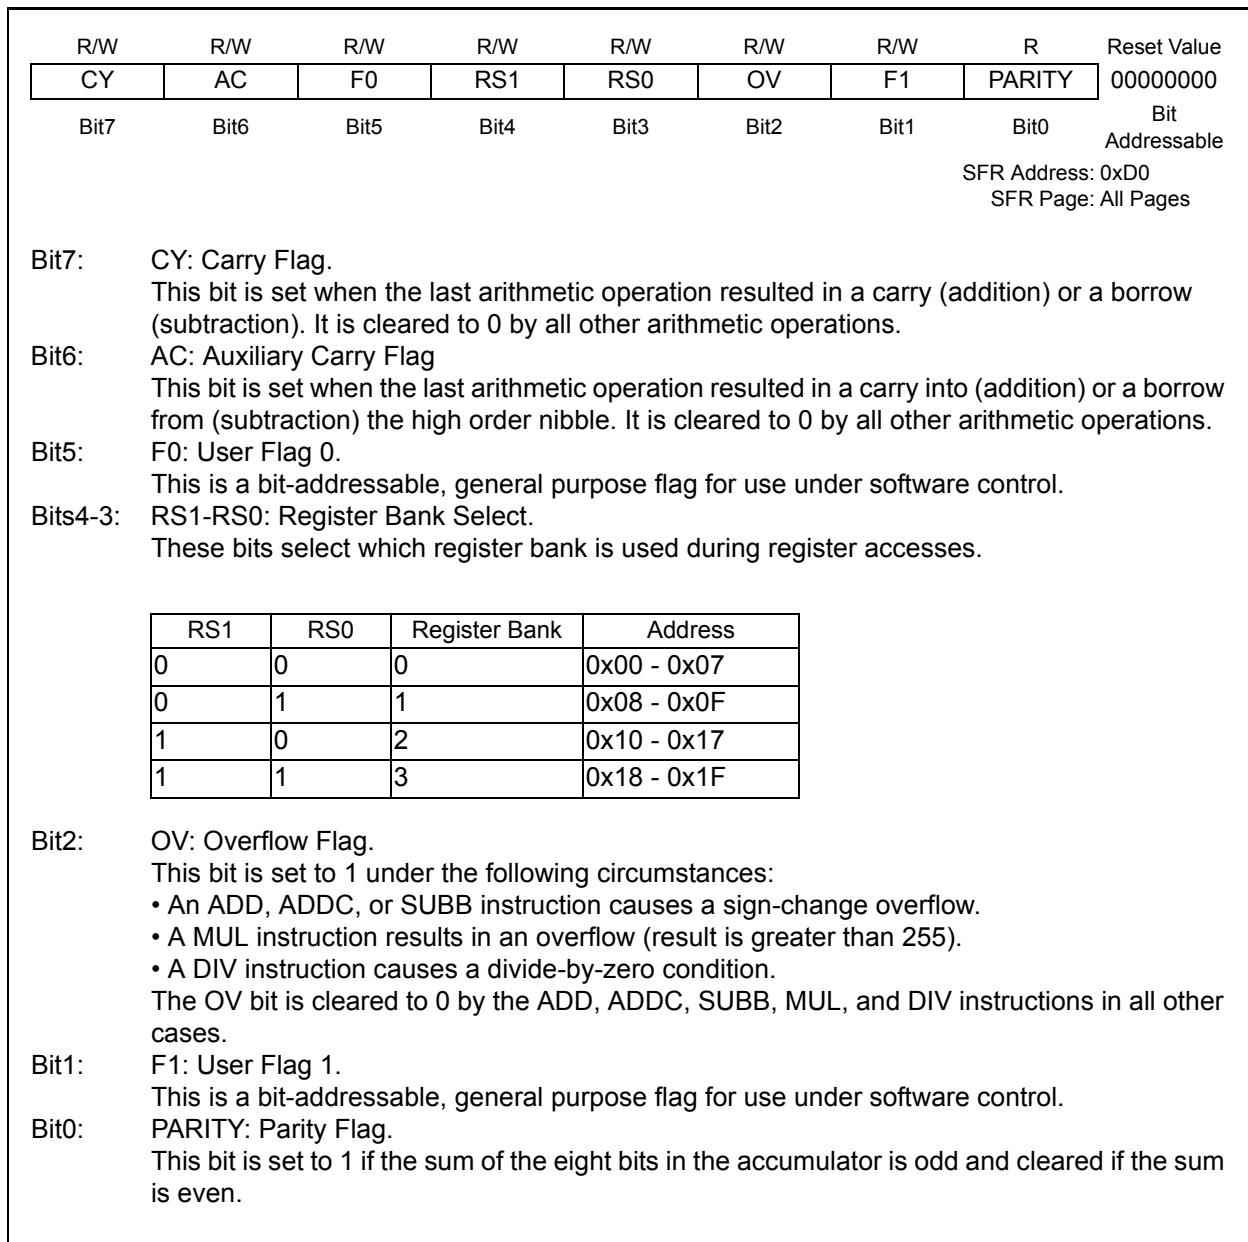 R/W R/W R/W R/W R/W R/W R/W R Reset Value
CY AC F0 RS1 RS0 OV F1 PARITY 00000000
Bit7 Bit6 Bit5 Bit4 Bit3 Bit2 Bit1 Bit0 Bit
Addressable
SFR Address: 0xD0
SFR Page: All Pages
Bit7: CY: Carry Flag.
This bit is set when the last arithmetic operation resulted in a carry (addition) or a borrow
(subtraction). It is cleared to 0 by all other arithmetic operations.
Bit6: AC: Auxiliary Carry Flag
This bit is set when the last arithmetic operation resulted in a carry into (addition) or a borrow
from (subtraction) the high order nibble. It is cleared to 0 by all other arithmetic operations.
Bit5: F0: User Flag 0.
This is a bit-addressable, general purpose flag for use under software control.
Bits4-3: RS1-RS0: Register Bank Select.
These bits select which register bank is used during register accesses.
RS1 RS0 Register Bank Address
0 0 0 0x00 - 0x07
0 1 1 0x08 - 0x0F
1 0 2 0x10 - 0x17
1 1 3 0x18 - 0x1F
Bit2: OV: Overflow Flag.
This bit is set to 1 under the following circumstances:
• An ADD, ADDC, or SUBB instruction causes a sign-change overflow.
• A MUL instruction results in an overflow (result is greater than 255).
• A DIV instruction causes a divide-by-zero condition.
The OV bit is cleared to 0 by the ADD, ADDC, SUBB, MUL, and DIV instructions in all other
cases.
Bit1: F1: User Flag 1.
This is a bit-addressable, general purpose flag for use under software control.
Bit0: PARITY: Parity Flag.
This bit is set to 1 if the sum of the eight bits in the accumulator is odd and cleared if the sum
is even.